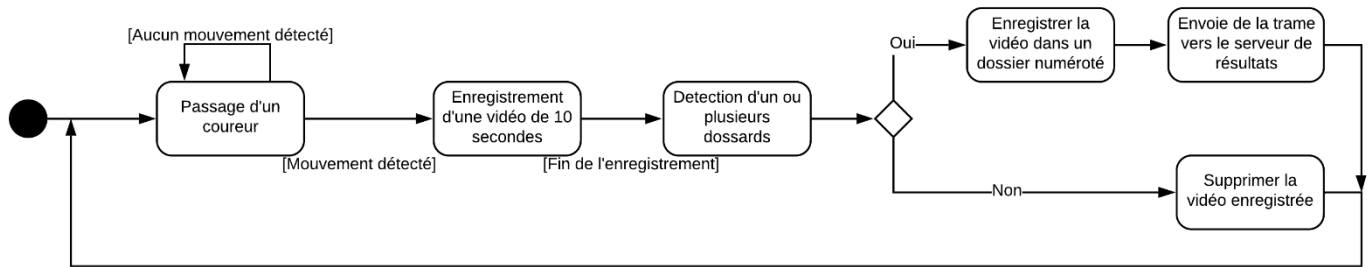 [Aucun mouvement détecté]
Passage d'un
coureur
[Mouvement détecté]
Enregistrement
d'une vidéo de 10
secondes
[Fin de l'enregistrement]
Detection d'un ou
plusieurs
dossards
Oui
Enregistrer la
vidéo dans un
dossier numéroté
Envoie de la trame
vers le serveur de
résultats
Non
Supprimer la
vidéo enregistrée